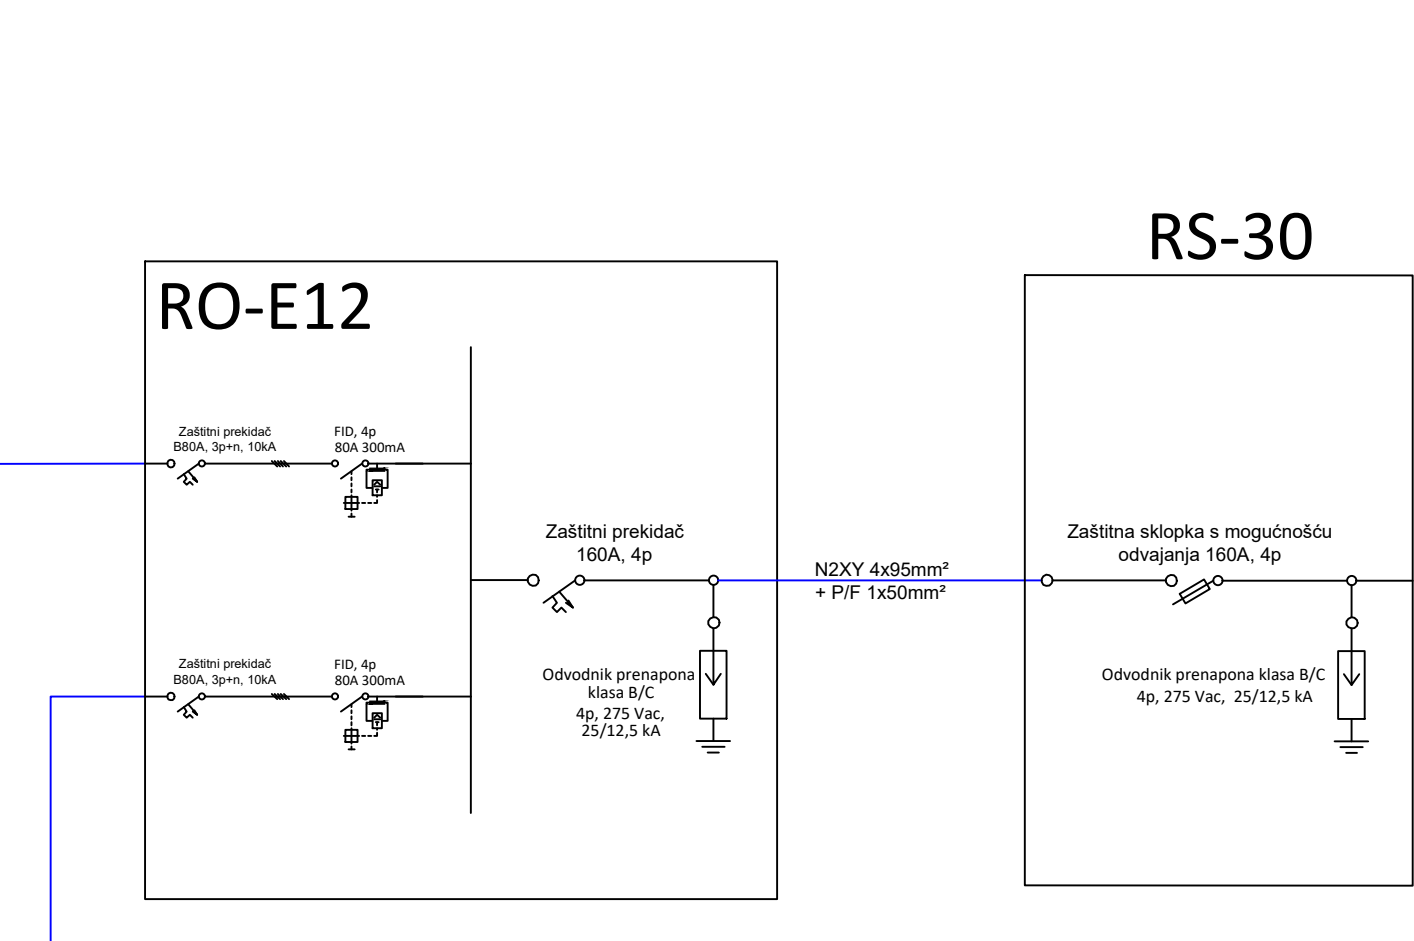 RS-30
RO-E12
Zaštitni prekidač
B80A, 3p+n, 10kA
FID, 4p
80A 300mA
Zaštitni prekidač
160A, 4p
N2XY 4x95mm²
+ P/F 1x50mm²
Zaštitna sklopka s mogućnošću
odvajanja 160A, 4p
Zaštitni prekidač
B80A, 3p+n, 10kA
FID, 4p
80A 300mA
Odvodnik prenapona
klasa B/C
4p, 275 Vac,
25/12,5 kA
Odvodnik prenapona klasa B/C
4p, 275 Vac, 25/12,5 kA